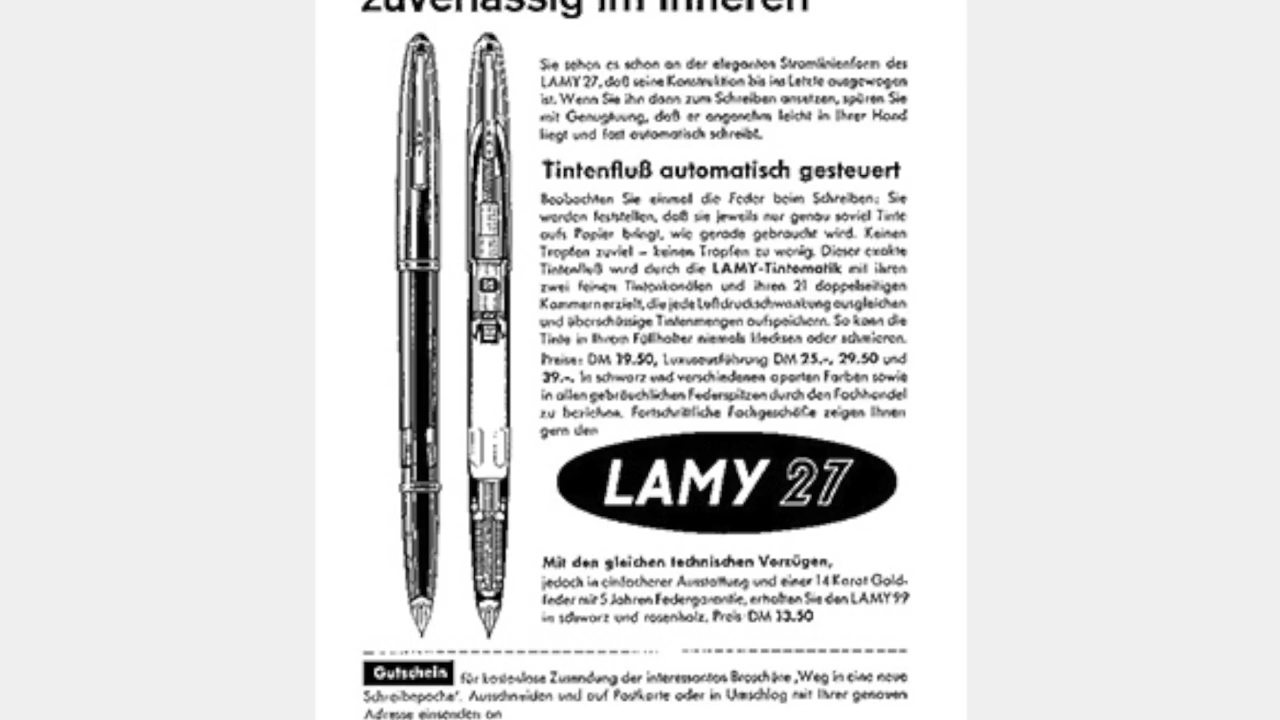 zuverlässig im Inneren
Sie sehen es schon an der eleganten Stromlinienform des
LAMY 27, daß seine Konstruktion bis ins Letzte ausgewogen
ist. Wenn Sie ihn dann zum Schreiben ansetzen, spüren Sie
mit Genugtuung, daß er angenehm leicht in Ihrer Hand
liegt und fast automatisch schreibt.
Tintenfluß automatisch gesteuert
Beobachten Sie einmal die Feder beim Schreiben: Sie
werden feststellen, daß sie jeweils nur genau soviel Tinte
aufs Papier bringt, wie gerade gebraucht wird. Keinen
Tropfen zuviel – keinen Tropfen zu wenig. Dieser exakte
Tintenfluß wird durch die LAMY-Tintomatik mit ihren
zwei feinen Tintenkanälen und ihren 21 doppelseitigen
Kammern erzielt, die jede Luftdruckschwankung ausgleichen
und überschüssige Tintenmengen aufspeichern. So kann die
Tinte in Ihrem Füllhalter niemals klecksen oder schmieren.
Preise: DM 19.50, Luxusausführung DM 25.-, 29.50 und
39.-. In schwarz und verschiedenen aparten Farben sowie
in allen gebräuchlichen Federspitzen durch den Fachhandel
zu beziehen. Fortschrittliche Fachgeschäfte zeigen Ihnen
gern den
LAMY 27
Mit den gleichen technischen Vorzügen,
jedoch in einfacherer Ausstattung und einer 14 Karat Gold-
feder mit 5 Jahren Federgarantie, erhalten Sie den LAMY 99
in schwarz und rosenholz. Preis DM 13.50
Gutschein für kostenlose Zusendung der interessanten Broschüre „Weg in eine neue
Schreibepoche". Ausschneiden und auf Postkarte oder in Umschlag mit Ihrer genauen
Adresse einsenden an